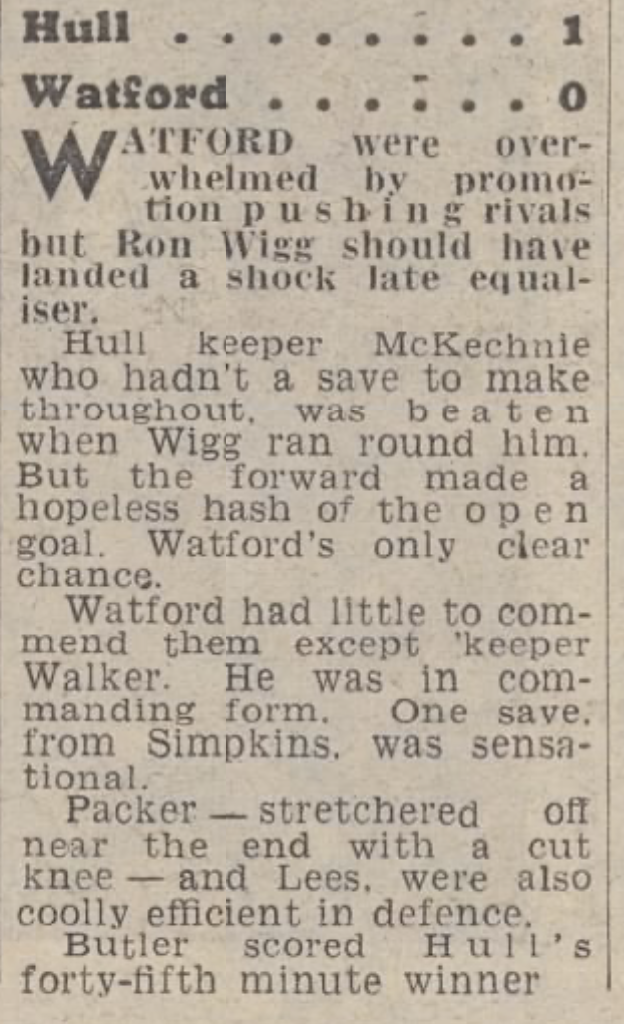 Hull . . . . . . . . . 1
Watford . . . . . . . 0
WATFORD were over-
whelmed by promo-
tion pushing rivals
but Ron Wigg should have
landed a shock late equal-
iser.
Hull keeper McKechnie
who hadn't a save to make
throughout, was beaten
when Wigg ran round him.
But the forward made a
hopeless hash of the open
goal. Watford's only clear
chance.
Watford had little to com-
mend them except 'keeper
Walker. He was in com-
manding form. One save,
from Simpkins, was sensa-
tional.
Packer — stretchered off
near the end with a cut
knee — and Lees, were also
coolly efficient in defence.
Butler scored Hull's
forty-fifth minute winner